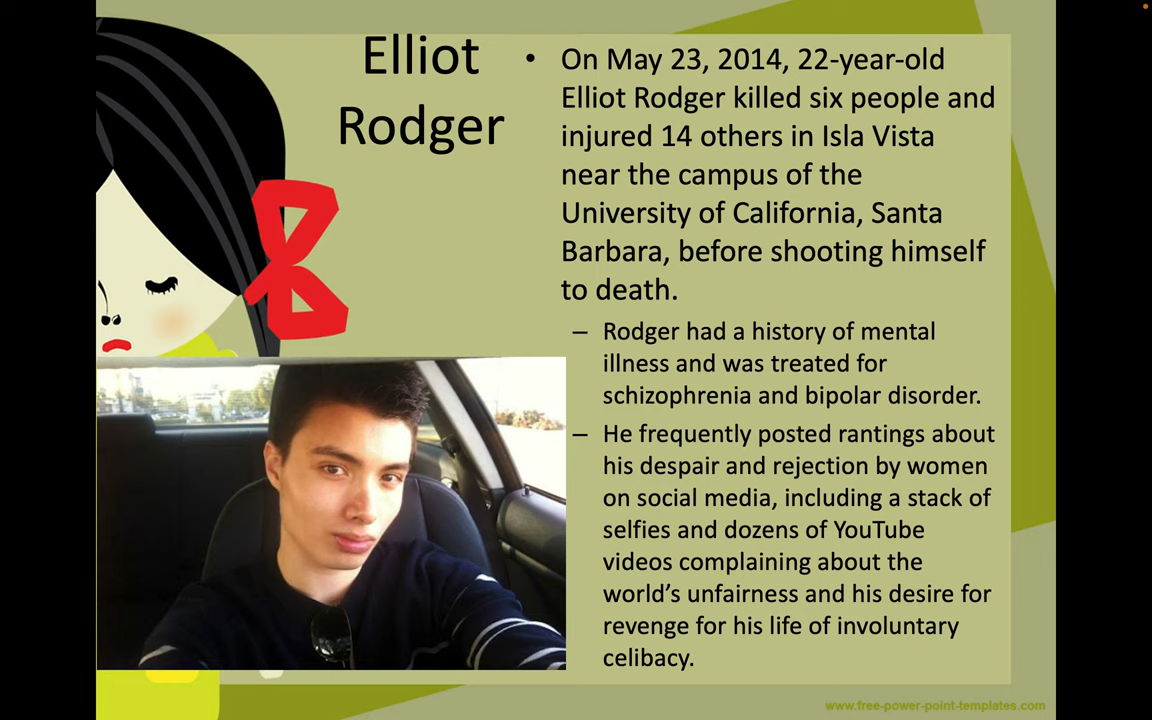 Elliot
Rodger
• On May 23, 2014, 22-year-old
Elliot Rodger killed six people and
injured 14 others in Isla Vista
near the campus of the
University of California, Santa
Barbara, before shooting himself
to death.
– Rodger had a history of mental
illness and was treated for
schizophrenia and bipolar disorder.
– He frequently posted rantings about
his despair and rejection by women
on social media, including a stack of
selfies and dozens of YouTube
videos complaining about the
world’s unfairness and his desire for
revenge for his life of involuntary
celibacy.
www.free-power-point-templates.com